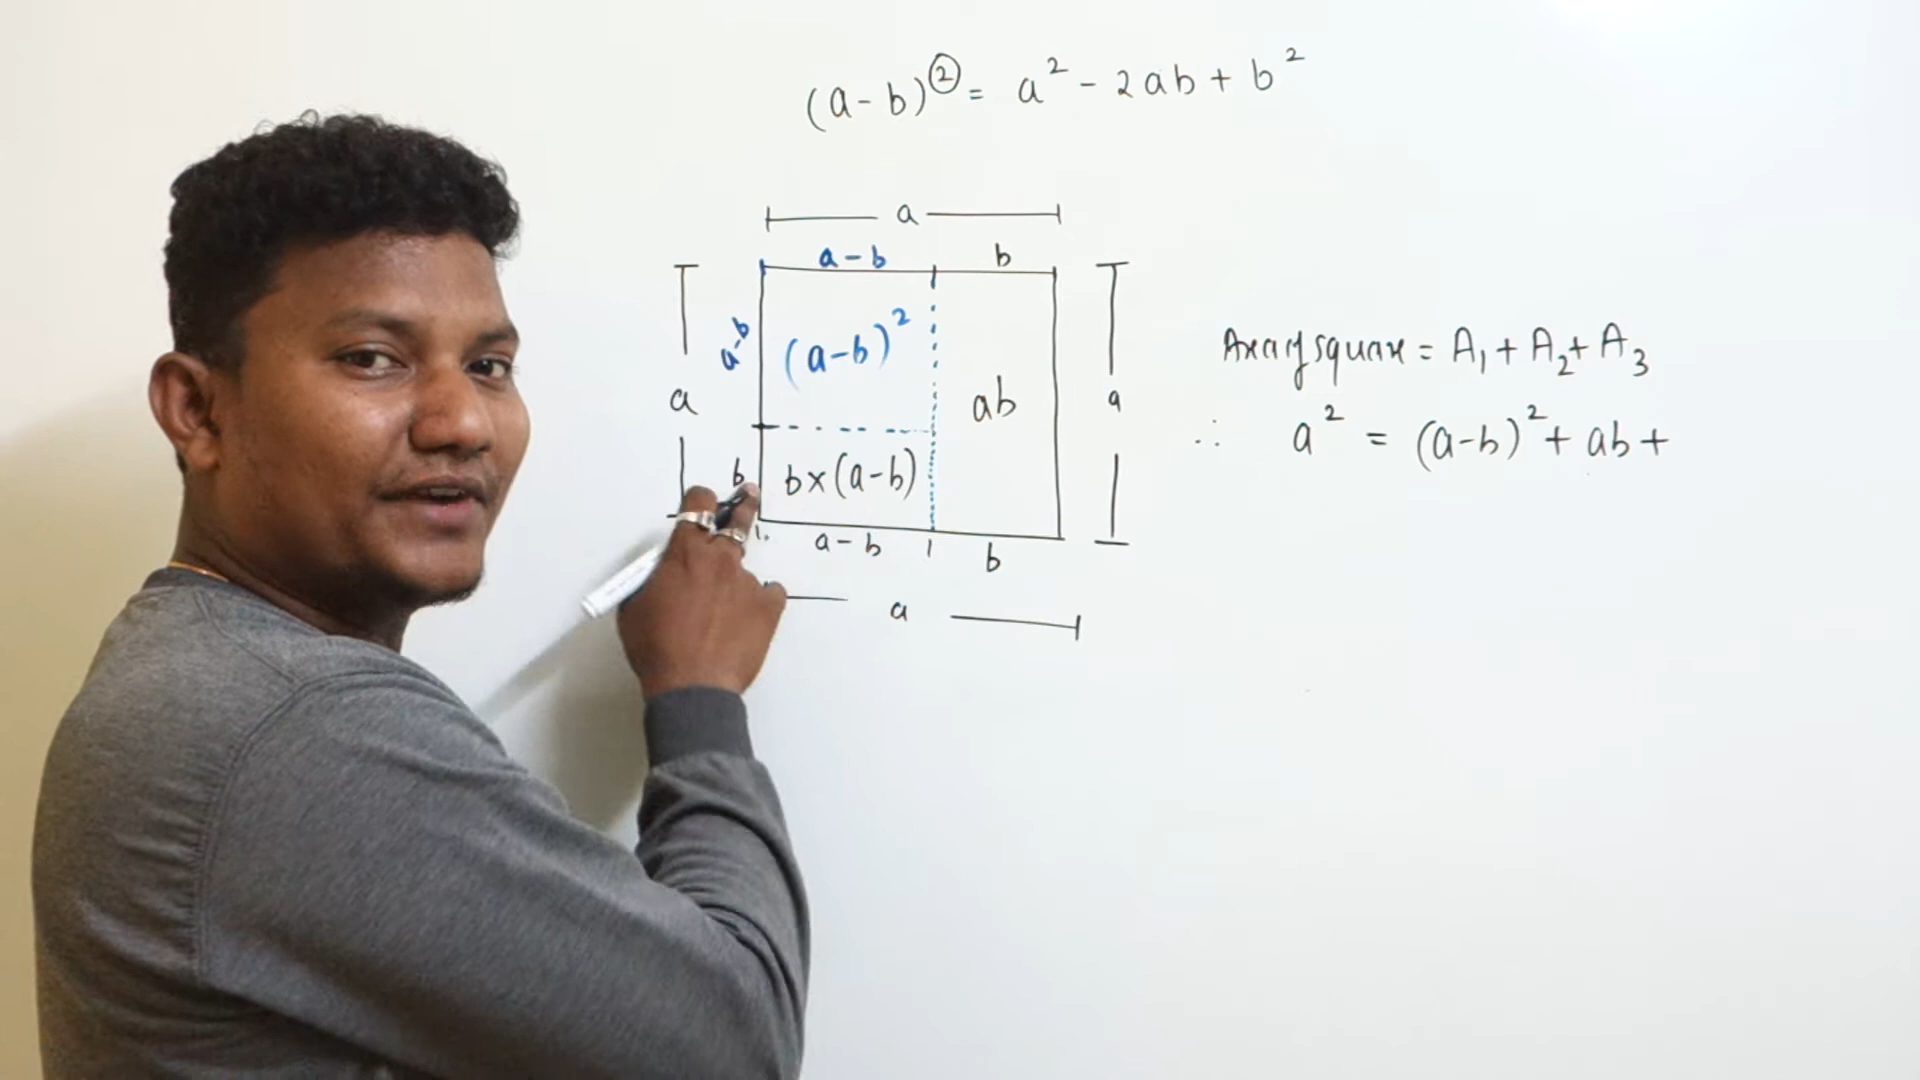 (a-b)² = a² - 2ab + b²
a
a-b b
a-b (a-b)²
a ab a
b b×(a-b)
a-b b
a
Area of square = A₁ + A₂ + A₃
∴ a² = (a-b)² + ab +